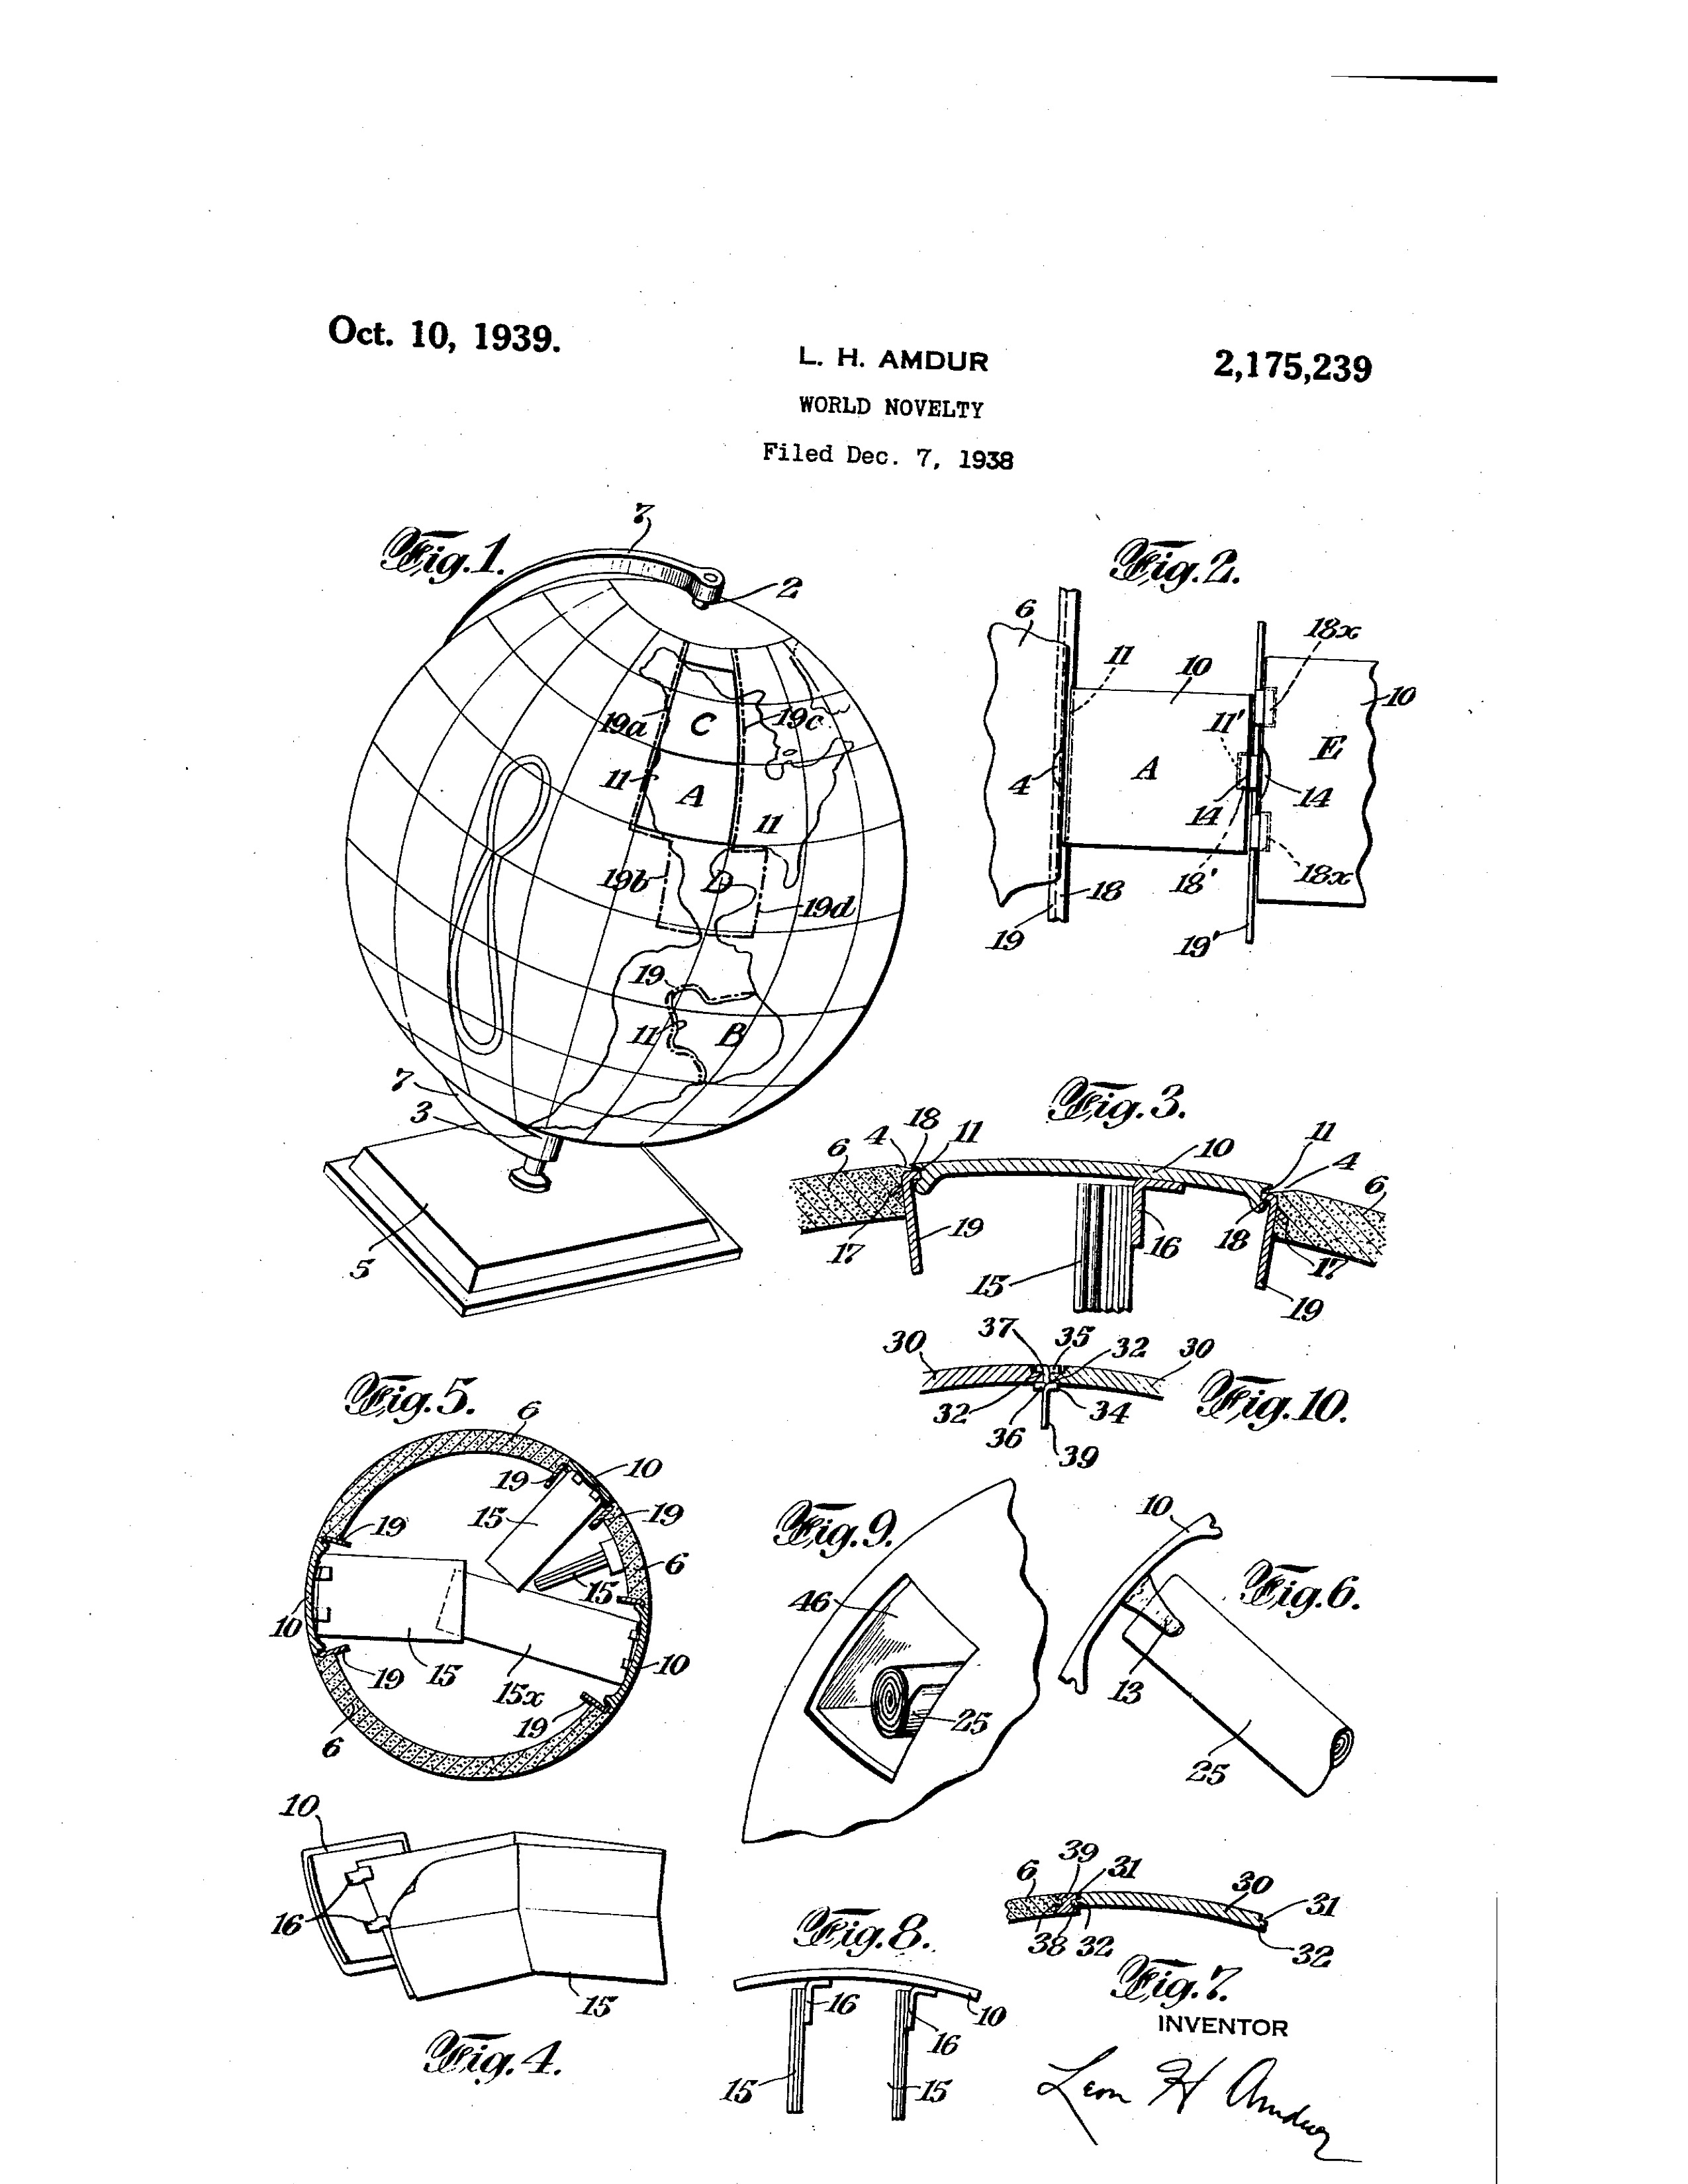 Oct. 10, 1939.
L. H. AMDUR
2,175,239
WORLD NOVELTY
Filed Dec. 7, 1938
Fig. 1.
7
2
19a
C
19c
11
A
11
19b
D
19d
19
11
B
7
3
5
Fig. 2.
6
11
10
18x
10
11'
E
A
4
14
14
18
18'
18x
19
19'
Fig. 3.
6
4
18
11
10
11
4
6
17
19
15
16
18
17
19
37
35
32
30
30
32
36
34
39
Fig. 10.
Fig. 5.
6
19
10
19
15
19
6
15
10
19
15
15x
10
19
6
Fig. 9.
46
25
10
Fig. 6.
13
25
10
16
15
Fig. 4.
Fig. 8.
16
10
16
15
15
6
39
31
30
31
38
32
32
Fig. 7.
INVENTOR
Leon H Amdur